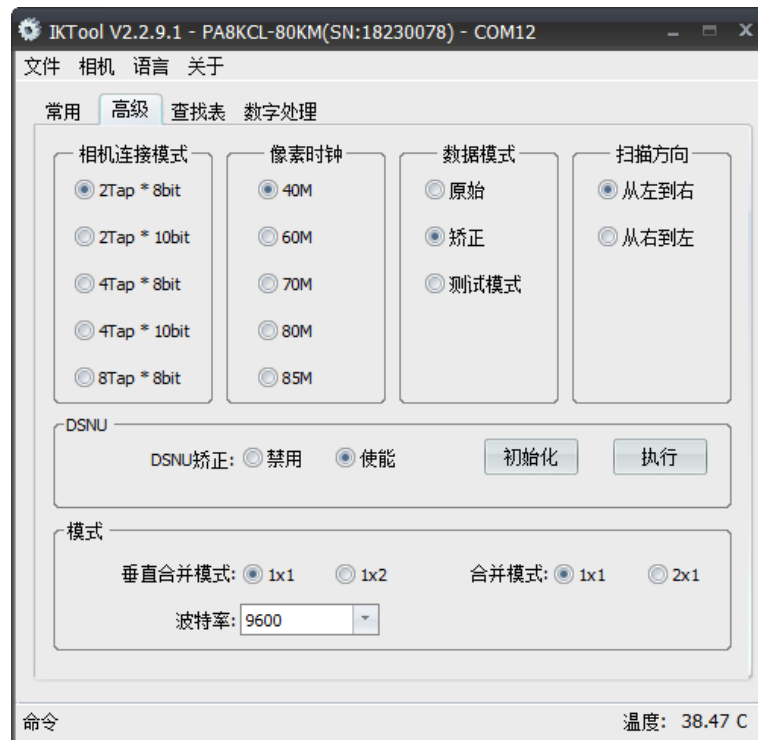 IKTool V2.2.9.1 - PA8KCL-80KM(SN:18230078) - COM12
文件 相机 语言 关于
常用 高级 查找表 数字处理
相机连接模式 像素时钟 数据模式 扫描方向
2Tap * 8bit 40M 原始 从左到右
2Tap * 10bit 60M 矫正 从右到左
4Tap * 8bit 70M 测试模式
4Tap * 10bit 80M
8Tap * 8bit 85M
DSNU
DSNU矫正: 禁用 使能 初始化 执行
模式
垂直合并模式: 1x1 1x2 合并模式: 1x1 2x1
波特率: 9600
命令 温度: 38.47 C